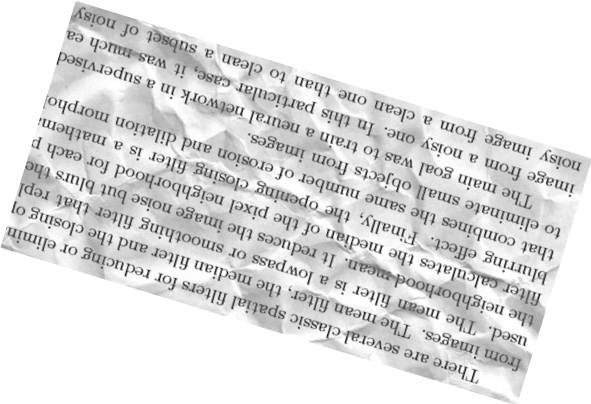 There are several classic spatial filters for reducing or elimin
from images. The mean filter, the median filter and the closing o
used. The mean filter is a lowpass or smoothing filter that repl
the neighborhood mean. It reduces the image noise but blurs the
filter calculates the median of the pixel neighborhood for each p
blurring effect. Finally, the opening closing filter is a mathem
that combines the same number of erosion and dilation morpho
to eliminate small objects from images.
The main goal was to train a neural network in a supervised
image from a noisy one. In this particular case, it was much ea
noisy image from a clean one than to clean a subset of noisy